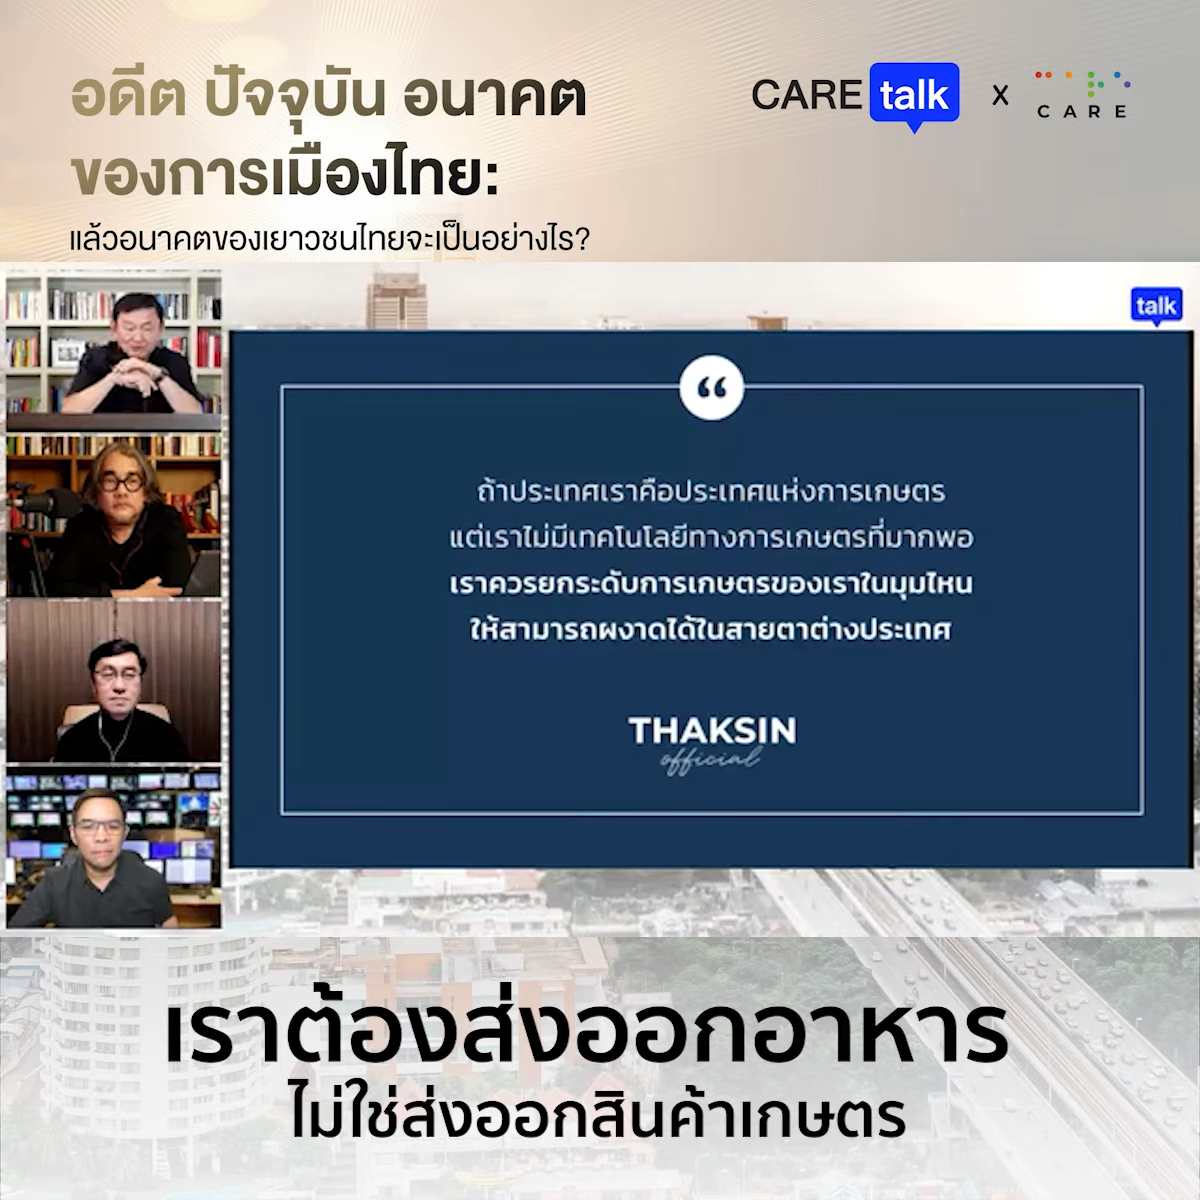 อดีต ปัจจุบัน อนาคต
ของการเมืองไทย:
แล้วอนาคตของเยาวชนไทยจะเป็นอย่างไร?
CARE talk x CARE
talk
“
ถ้าประเทศเราคือประเทศแห่งการเกษตร
แต่เราไม่มีเทคโนโลยีทางการเกษตรที่มากพอ
เราควรยกระดับการเกษตรของเราในมุมไหน
ให้สามารถผงาดได้ในสายตาต่างประเทศ
THAKSIN
official
เราต้องส่งออกอาหาร
ไม่ใช่ส่งออกสินค้าเกษตร